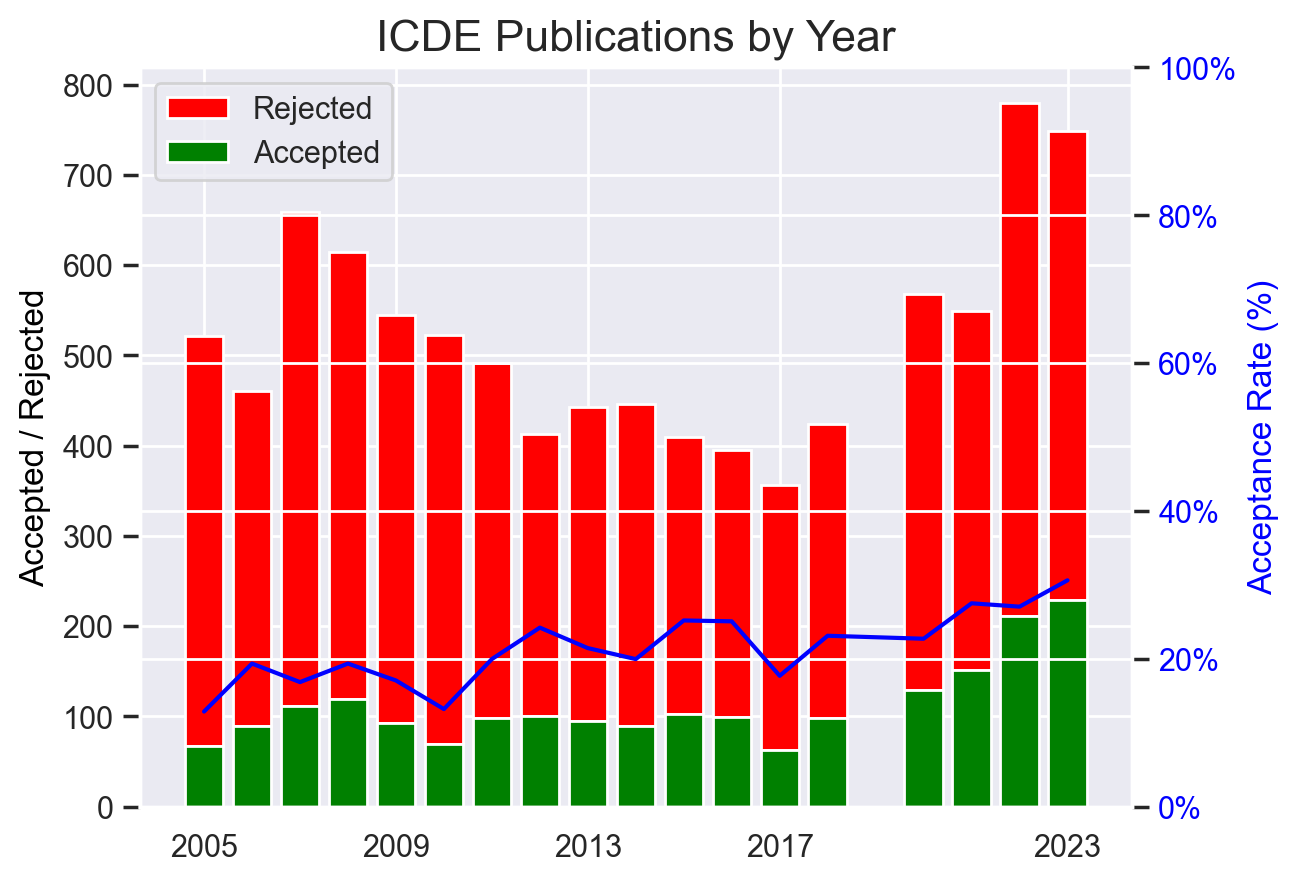 ICDE Publications by Year
Rejected
Accepted
Accepted / Rejected
800
700
600
500
400
300
200
100
0
100%
80%
60%
40%
20%
0%
Acceptance Rate (%)
2005 2009 2013 2017 2023